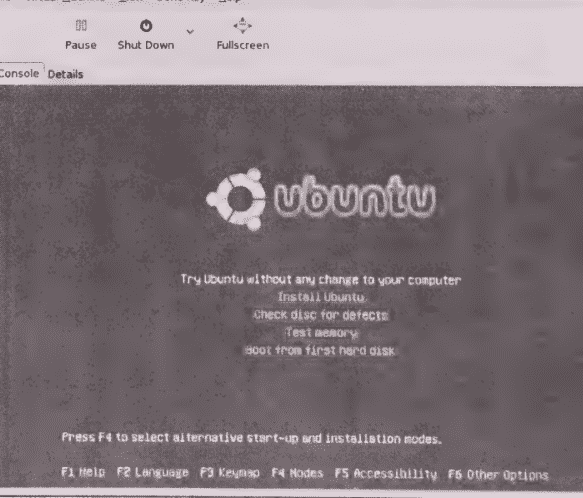 Pause Shut Down Fullscreen
Console Details
ubuntu
Try Ubuntu without any change to your computer
Install Ubuntu
Check disc for defects
Test memory
Boot from first hard disk
Press F4 to select alternative start-up and installation modes.
F1 Help F2 Language F3 Keymap F4 Modes F5 Accessibility F6 Other Options